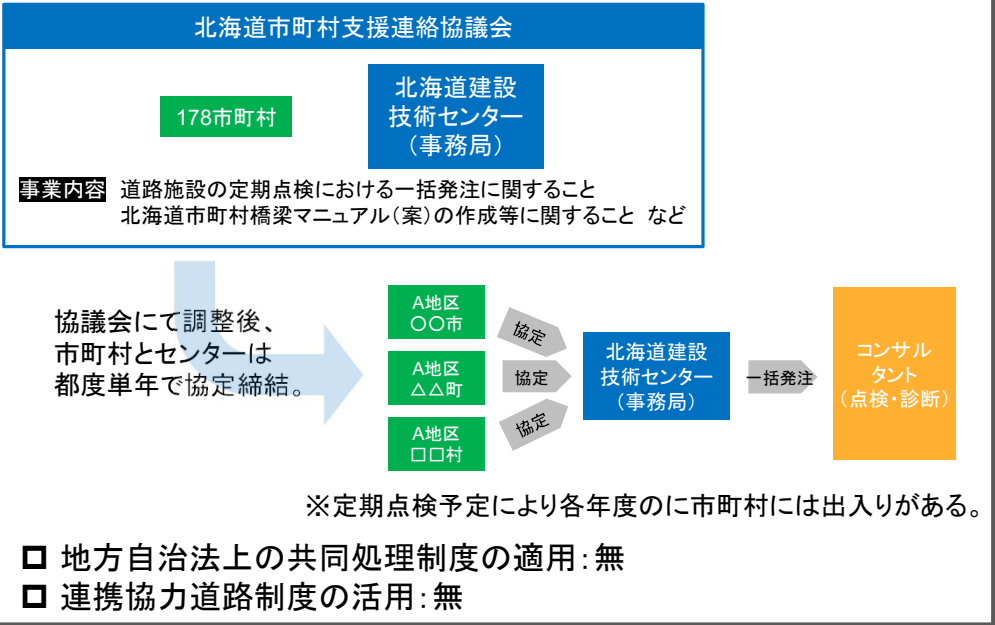 北海道市町村支援連絡協議会
178市町村
北海道建設
技術センター
（事務局）
事業内容 道路施設の定期点検における一括発注に関すること
北海道市町村橋梁マニュアル（案）の作成等に関すること など
協議会にて調整後、
市町村とセンターは
都度単年で協定締結。
A地区
〇〇市
協定
A地区
△△町
協定
A地区
□□村
協定
北海道建設
技術センター
（事務局）
一括発注
コンサル
タント
（点検・診断）
※定期点検予定により各年度のに市町村には出入りがある。
地方自治法上の共同処理制度の適用：無
連携協力道路制度の活用：無